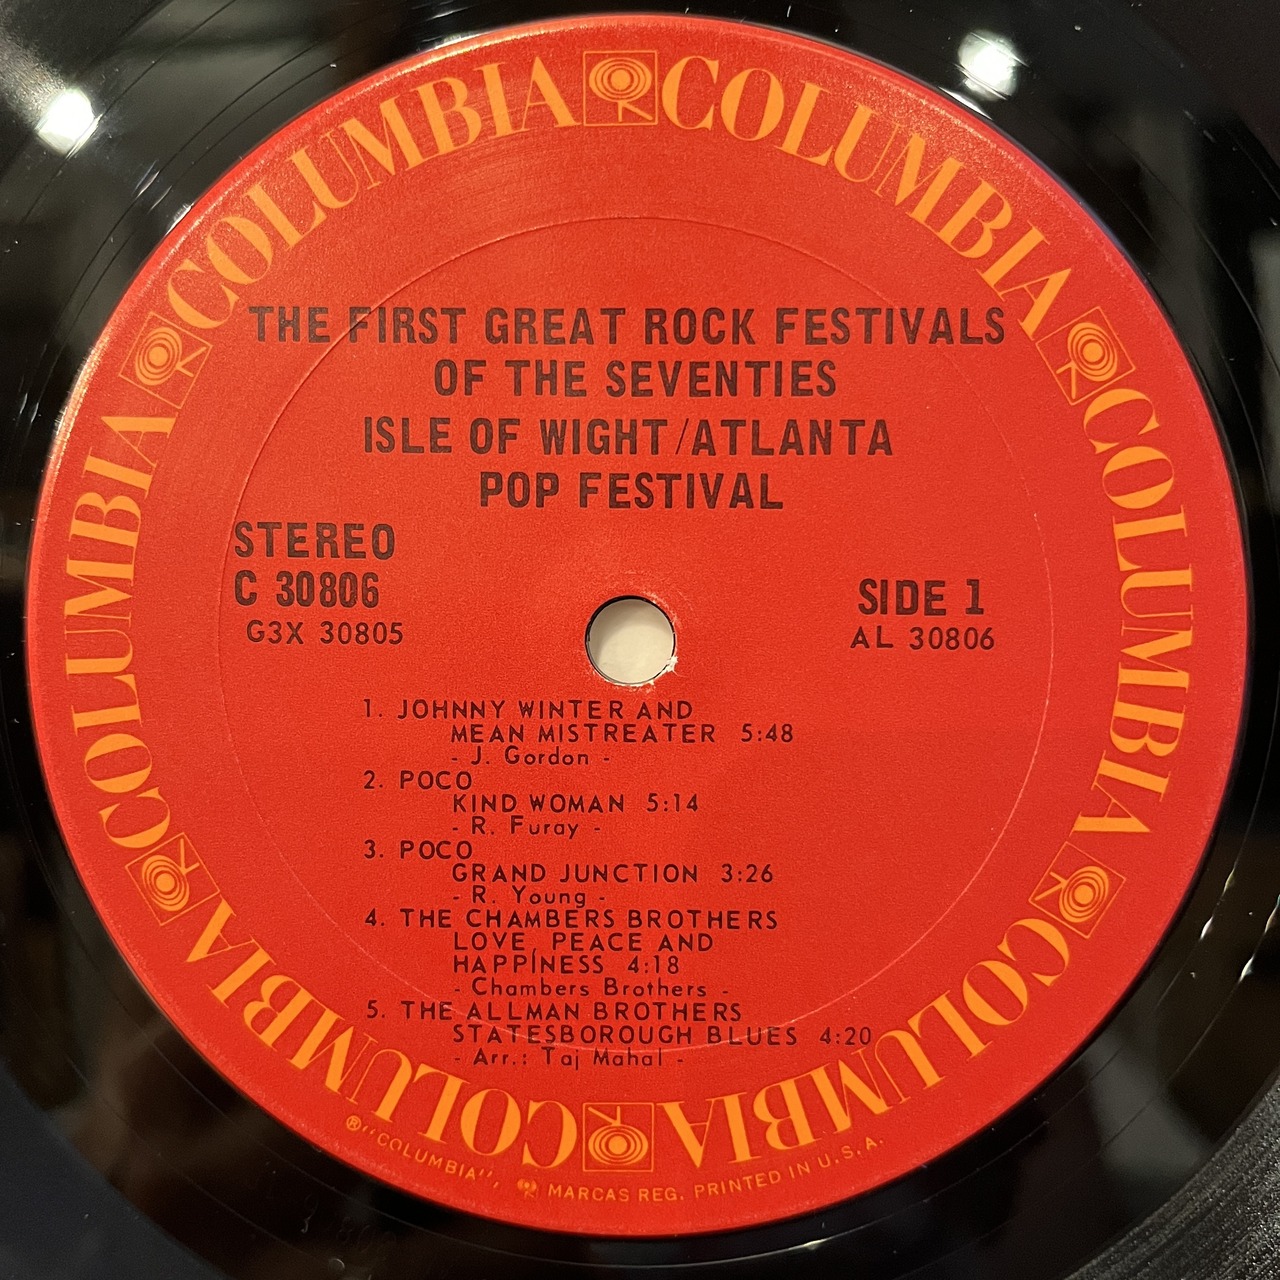 COLUMBIA COLUMBIA COLUMBIA COLUMBIA COLUMBIA COLUMBIA
THE FIRST GREAT ROCK FESTIVALS
OF THE SEVENTIES
ISLE OF WIGHT/ATLANTA
POP FESTIVAL
STEREO
C 30806
G3X 30805
SIDE 1
AL 30806
1. JOHNNY WINTER AND
MEAN MISTREATER 5:48
- J. Gordon -
2. POCO
KIND WOMAN 5:14
- R. Furay -
3. POCO
GRAND JUNCTION 3:26
- R. Young -
4. THE CHAMBERS BROTHERS
LOVE, PEACE AND
HAPPINESS 4:18
- Chambers Brothers -
5. THE ALLMAN BROTHERS
STATESBOROUGH BLUES 4:20
- Arr.: Taj Mahal -
®"COLUMBIA", MARCAS REG. PRINTED IN U.S.A.